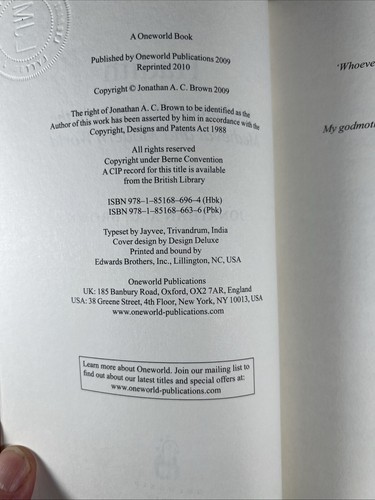 A Oneworld Book
Published by Oneworld Publications 2009
Reprinted 2010
Copyright © Jonathan A. C. Brown 2009
The right of Jonathan A. C. Brown to be identified as the
Author of this work has been asserted by him in accordance with the
Copyright, Designs and Patents Act 1988
All rights reserved
Copyright under Berne Convention
A CIP record for this title is available
from the British Library
ISBN 978–1–85168–696–4 (Hbk)
ISBN 978–1–85168–663–6 (Pbk)
Typeset by Jayvee, Trivandrum, India
Cover design by Design Deluxe
Printed and bound by
Edwards Brothers, Inc., Lillington, NC, USA
Oneworld Publications
UK: 185 Banbury Road, Oxford, OX2 7AR, England
USA: 38 Greene Street, 4th Floor, New York, NY 10013, USA
www.oneworld-publications.com
Learn more about Oneworld. Join our mailing list to
find out about our latest titles and special offers at:
www.oneworld-publications.com
'Whoeve
My godmoth